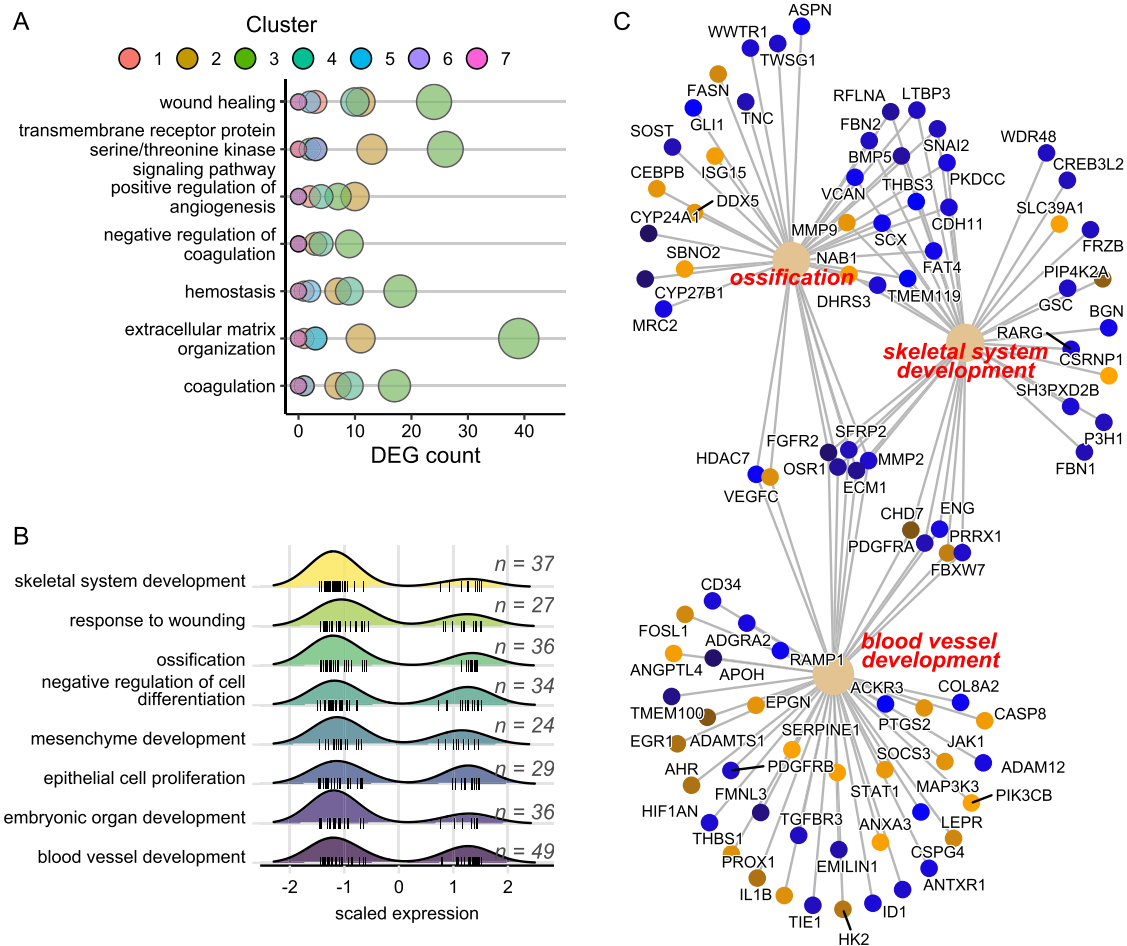 A
Cluster
1 2 3 4 5 6 7
wound healing
transmembrane receptor protein
serine/threonine kinase
signaling pathway
positive regulation of
angiogenesis
negative regulation of
coagulation
hemostasis
extracellular matrix
organization
coagulation
0 10 20 30 40
DEG count
B
skeletal system development
n = 37
response to wounding
n = 27
ossification
n = 36
negative regulation of cell
differentiation
n = 34
mesenchyme development
n = 24
epithelial cell proliferation
n = 29
embryonic organ development
n = 36
blood vessel development
n = 49
-2 -1 0 1 2
scaled expression
C
ASPN
WWTR1
TWSG1
FASN
TNC
GLI1
SOST
ISG15
CEBPB
DDX5
CYP24A1
SBNO2
CYP27B1
MRC2
RFLNA
LTBP3
FBN2
SNAI2
BMP5
PKDCC
VCAN
THBS3
CDH11
MMP9
SCX
NAB1
FAT4
DHRS3
TMEM119
ossification
WDR48
CREB3L2
SLC39A1
FRZB
PIP4K2A
GSC
BGN
RARG
CSRNP1
SH3PXD2B
P3H1
FBN1
skeletal system
development
SFRP2
FGFR2
HDAC7
OSR1
MMP2
ECM1
VEGFC
CHD7
ENG
PDGFRA
PRRX1
FBXW7
CD34
FOSL1
ADGRA2
RAMP1
ANGPTL4
APOH
blood vessel
development
TMEM100
EPGN
ACKR3
COL8A2
PTGS2
CASP8
EGR1
ADAMTS1
SERPINE1
JAK1
SOCS3
AHR
PDGFRB
ADAM12
FMNL3
STAT1
MAP3K3
PIK3CB
HIF1AN
TGFBR3
ANXA3
LEPR
THBS1
CSPG4
PROX1
EMILIN1
ANTXR1
IL1B
TIE1
ID1
HK2